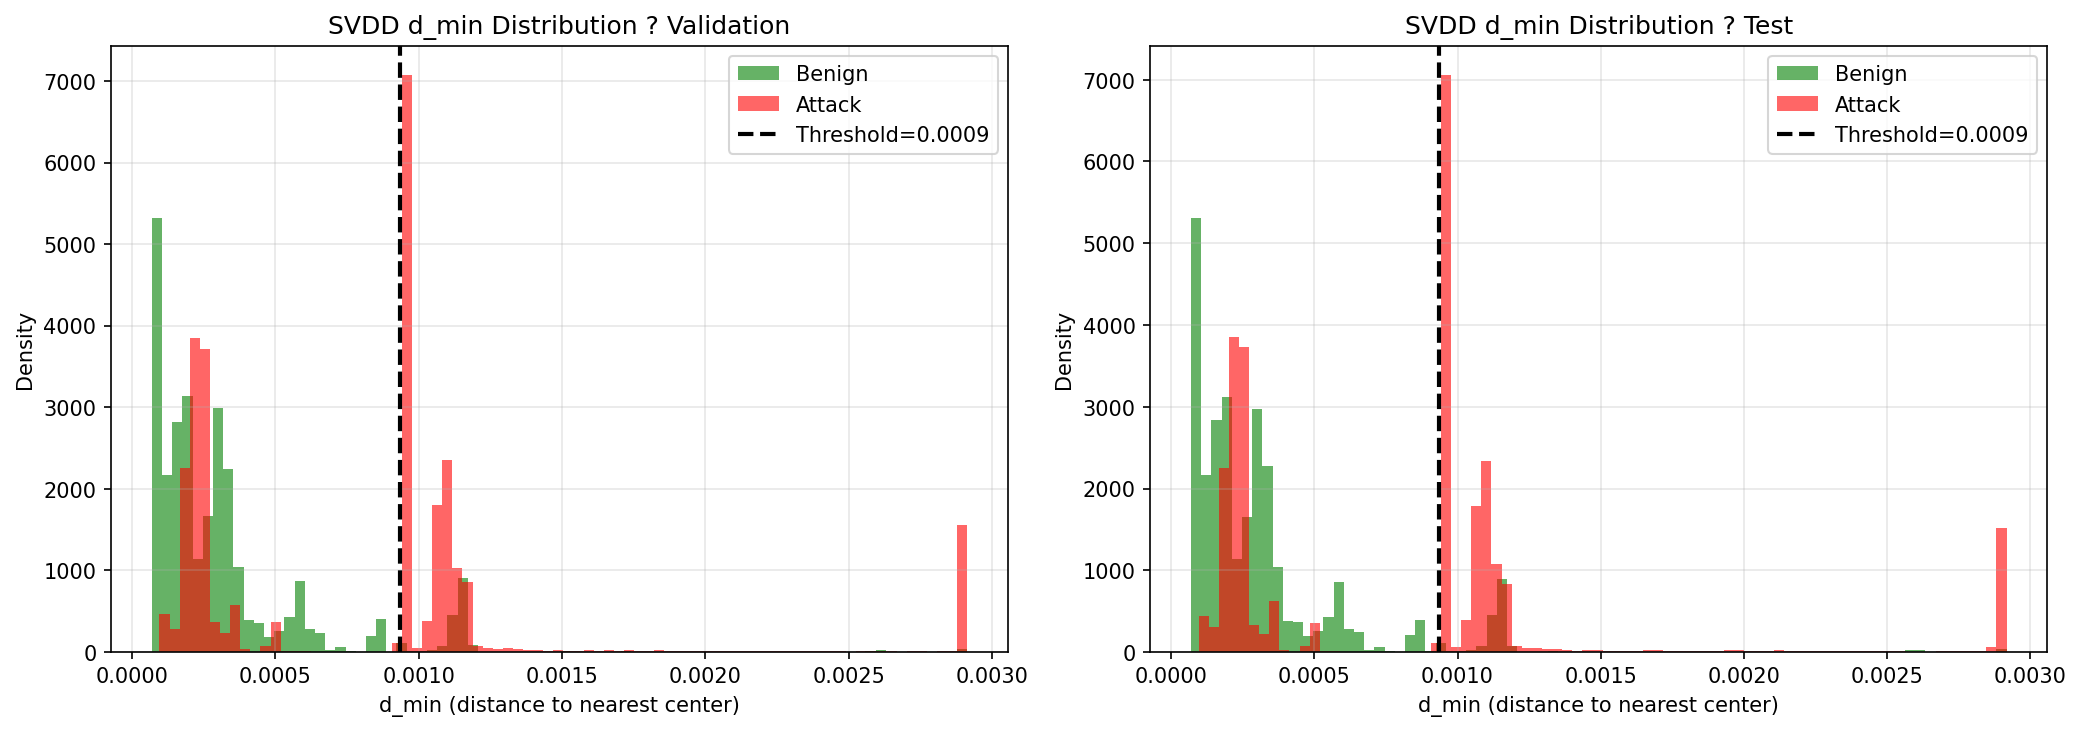 SVDD d_min Distribution ? Validation
7000
6000
5000
4000
3000
2000
1000
0
Density
Benign
Attack
Threshold=0.0009
0.0000 0.0005 0.0010 0.0015 0.0020 0.0025 0.0030
d_min (distance to nearest center)
SVDD d_min Distribution ? Test
7000
6000
5000
4000
3000
2000
1000
0
Density
Benign
Attack
Threshold=0.0009
0.0000 0.0005 0.0010 0.0015 0.0020 0.0025 0.0030
d_min (distance to nearest center)